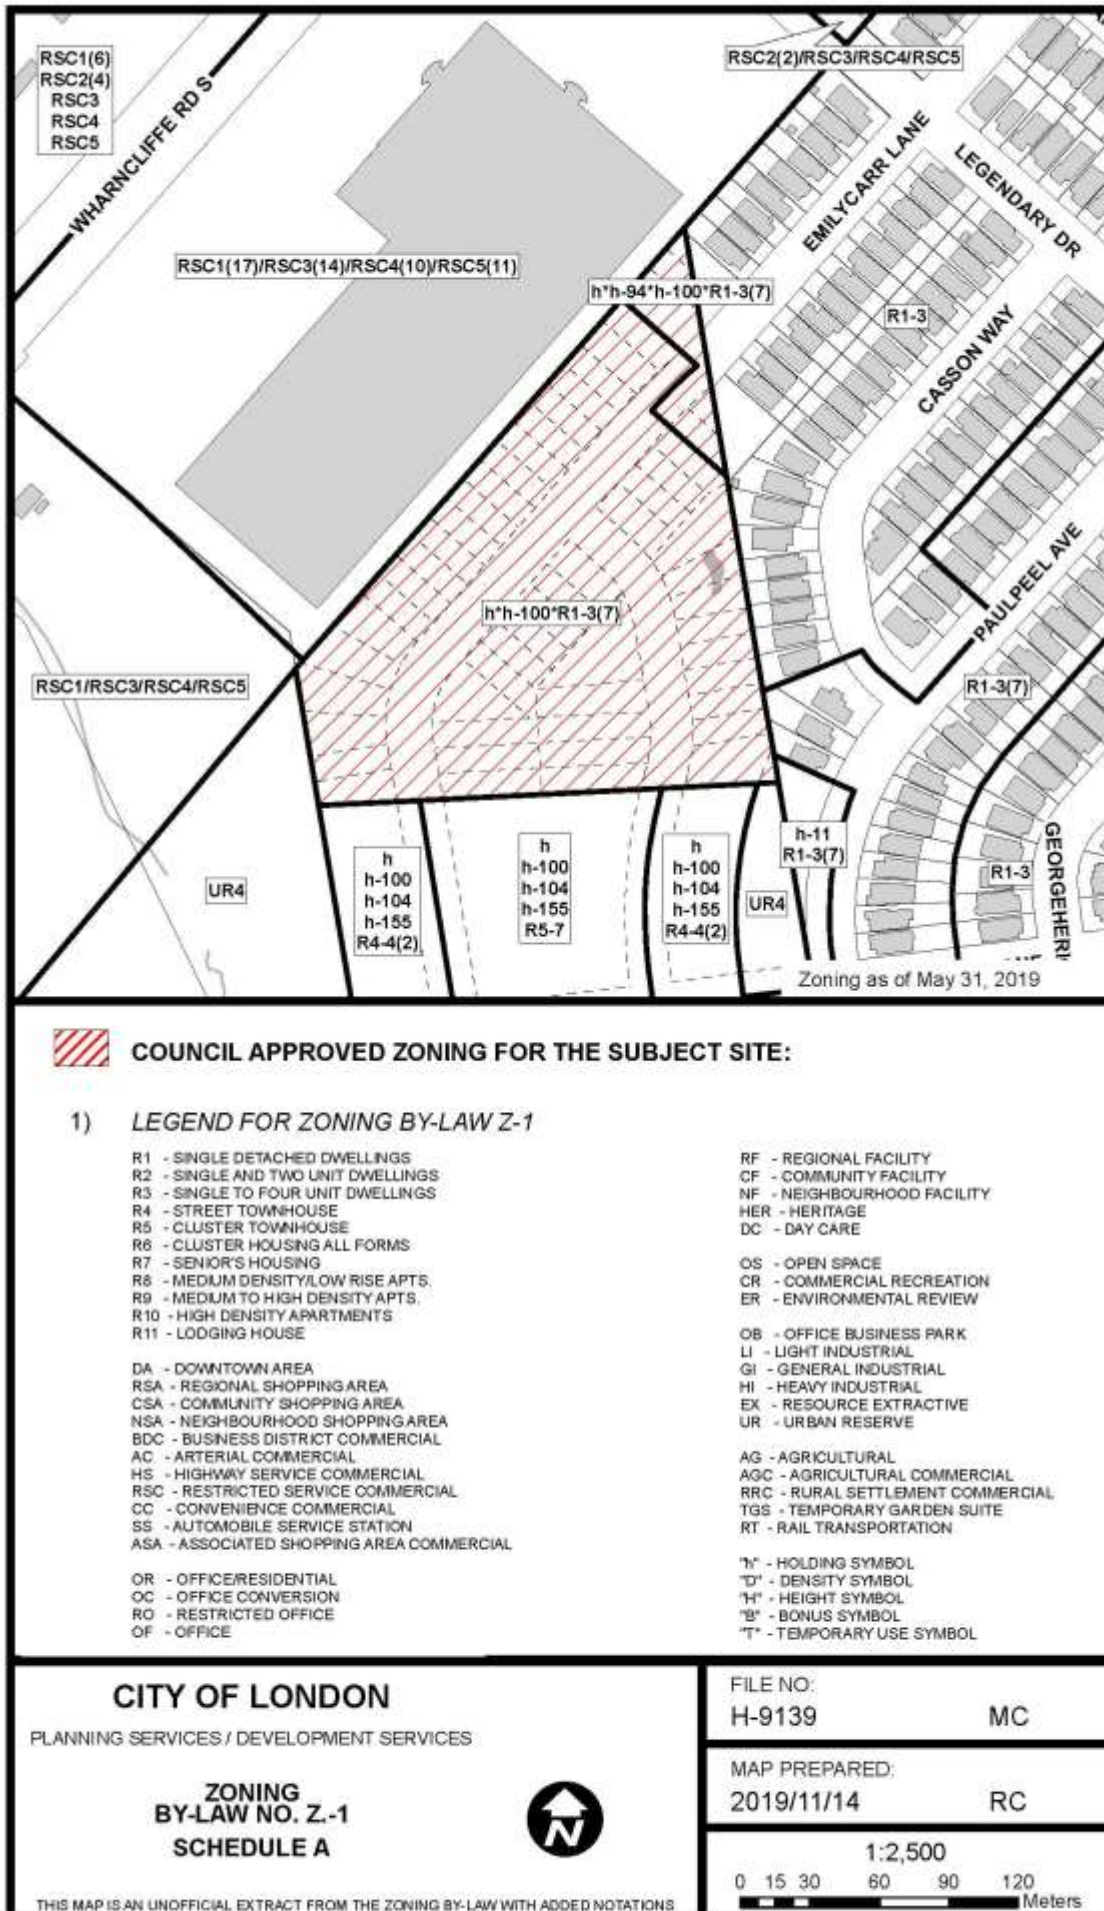 RSC1(6)
RSC2(4)
RSC3
RSC4
RSC5
WHARNCLIFFE RD S
RSC2(2)/RSC3/RSC4/RSC5
EMILYCARR LANE
LEGENDARY DR
RSC1(17)/RSC3(14)/RSC4(10)/RSC5(11)
h*h-94*h-100*R1-3(7)
R1-3
CASSON WAY
h*h-100*R1-3(7)
PAULPEEL AVE
RSC1/RSC3/RSC4/RSC5
R1-3(7)
h-11
R1-3(7)
UR4
h
h-100
h-104
h-155
R4-4(2)
h
h-100
h-104
h-155
R5-7
h
h-100
h-104
h-155
R4-4(2)
UR4
R1-3
GEORGEHERI
Zoning as of May 31, 2019
COUNCIL APPROVED ZONING FOR THE SUBJECT SITE:
1) LEGEND FOR ZONING BY-LAW Z-1
R1 - SINGLE DETACHED DWELLINGS
R2 - SINGLE AND TWO UNIT DWELLINGS
R3 - SINGLE TO FOUR UNIT DWELLINGS
R4 - STREET TOWNHOUSE
R5 - CLUSTER TOWNHOUSE
R6 - CLUSTER HOUSING ALL FORMS
R7 - SENIOR'S HOUSING
R8 - MEDIUM DENSITY/LOW RISE APTS.
R9 - MEDIUM TO HIGH DENSITY APTS.
R10 - HIGH DENSITY APARTMENTS
R11 - LODGING HOUSE
DA - DOWNTOWN AREA
RSA - REGIONAL SHOPPING AREA
CSA - COMMUNITY SHOPPING AREA
NSA - NEIGHBOURHOOD SHOPPING AREA
BDC - BUSINESS DISTRICT COMMERCIAL
AC - ARTERIAL COMMERCIAL
HS - HIGHWAY SERVICE COMMERCIAL
RSC - RESTRICTED SERVICE COMMERCIAL
CC - CONVENIENCE COMMERCIAL
SS - AUTOMOBILE SERVICE STATION
ASA - ASSOCIATED SHOPPING AREA COMMERCIAL
OR - OFFICE/RESIDENTIAL
OC - OFFICE CONVERSION
RO - RESTRICTED OFFICE
OF - OFFICE
RF - REGIONAL FACILITY
CF - COMMUNITY FACILITY
NF - NEIGHBOURHOOD FACILITY
HER - HERITAGE
DC - DAY CARE
OS - OPEN SPACE
CR - COMMERCIAL RECREATION
ER - ENVIRONMENTAL REVIEW
OB - OFFICE BUSINESS PARK
LI - LIGHT INDUSTRIAL
GI - GENERAL INDUSTRIAL
HI - HEAVY INDUSTRIAL
EX - RESOURCE EXTRACTIVE
UR - URBAN RESERVE
AG - AGRICULTURAL
AGC - AGRICULTURAL COMMERCIAL
RRC - RURAL SETTLEMENT COMMERCIAL
TGS - TEMPORARY GARDEN SUITE
RT - RAIL TRANSPORTATION
"h" - HOLDING SYMBOL
"D" - DENSITY SYMBOL
"H" - HEIGHT SYMBOL
"B" - BONUS SYMBOL
"T" - TEMPORARY USE SYMBOL
CITY OF LONDON
PLANNING SERVICES / DEVELOPMENT SERVICES
ZONING
BY-LAW NO. Z.-1
SCHEDULE A
N
THIS MAP IS AN UNOFFICIAL EXTRACT FROM THE ZONING BY-LAW WITH ADDED NOTATIONS
FILE NO:
H-9139 MC
MAP PREPARED:
2019/11/14 RC
1:2,500
0 15 30 60 90 120
Meters